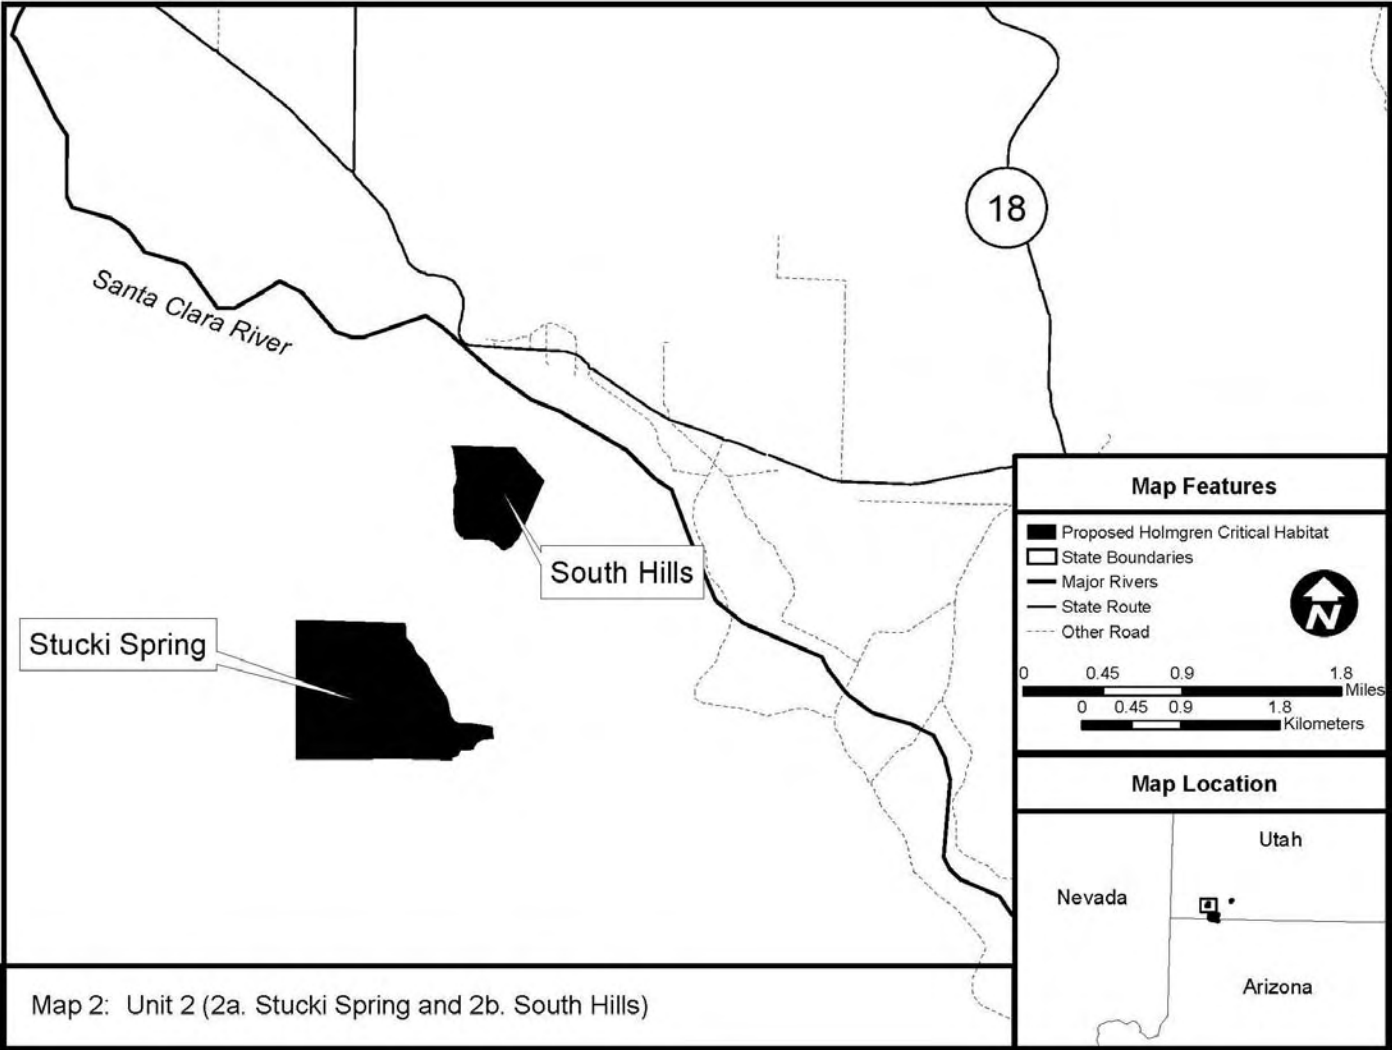 18
Santa Clara River
South Hills
Stucki Spring
Map Features
Proposed Holmgren Critical Habitat
State Boundaries
Major Rivers
State Route
Other Road
N
0 0.45 0.9 1.8
Miles
0 0.45 0.9 1.8
Kilometers
Map Location
Utah
Nevada
Arizona
Map 2: Unit 2 (2a. Stucki Spring and 2b. South Hills)